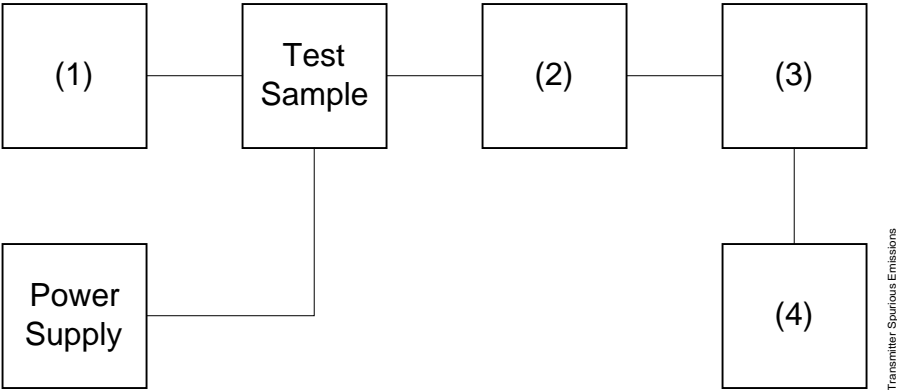 (1)
Test
Sample
(2)
(3)
Power
Supply
(4)
Transmitter Spurious Emissions